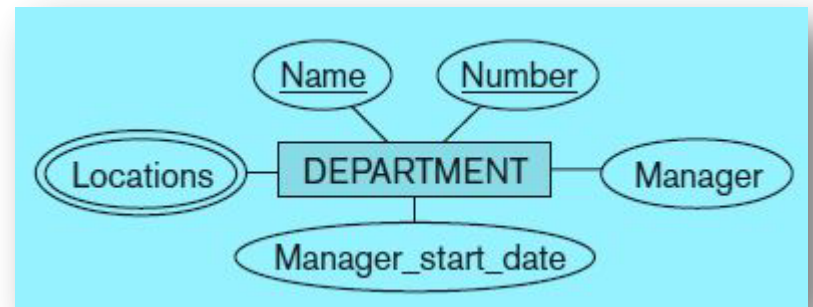 Name
Number
Locations
DEPARTMENT
Manager
Manager_start_date